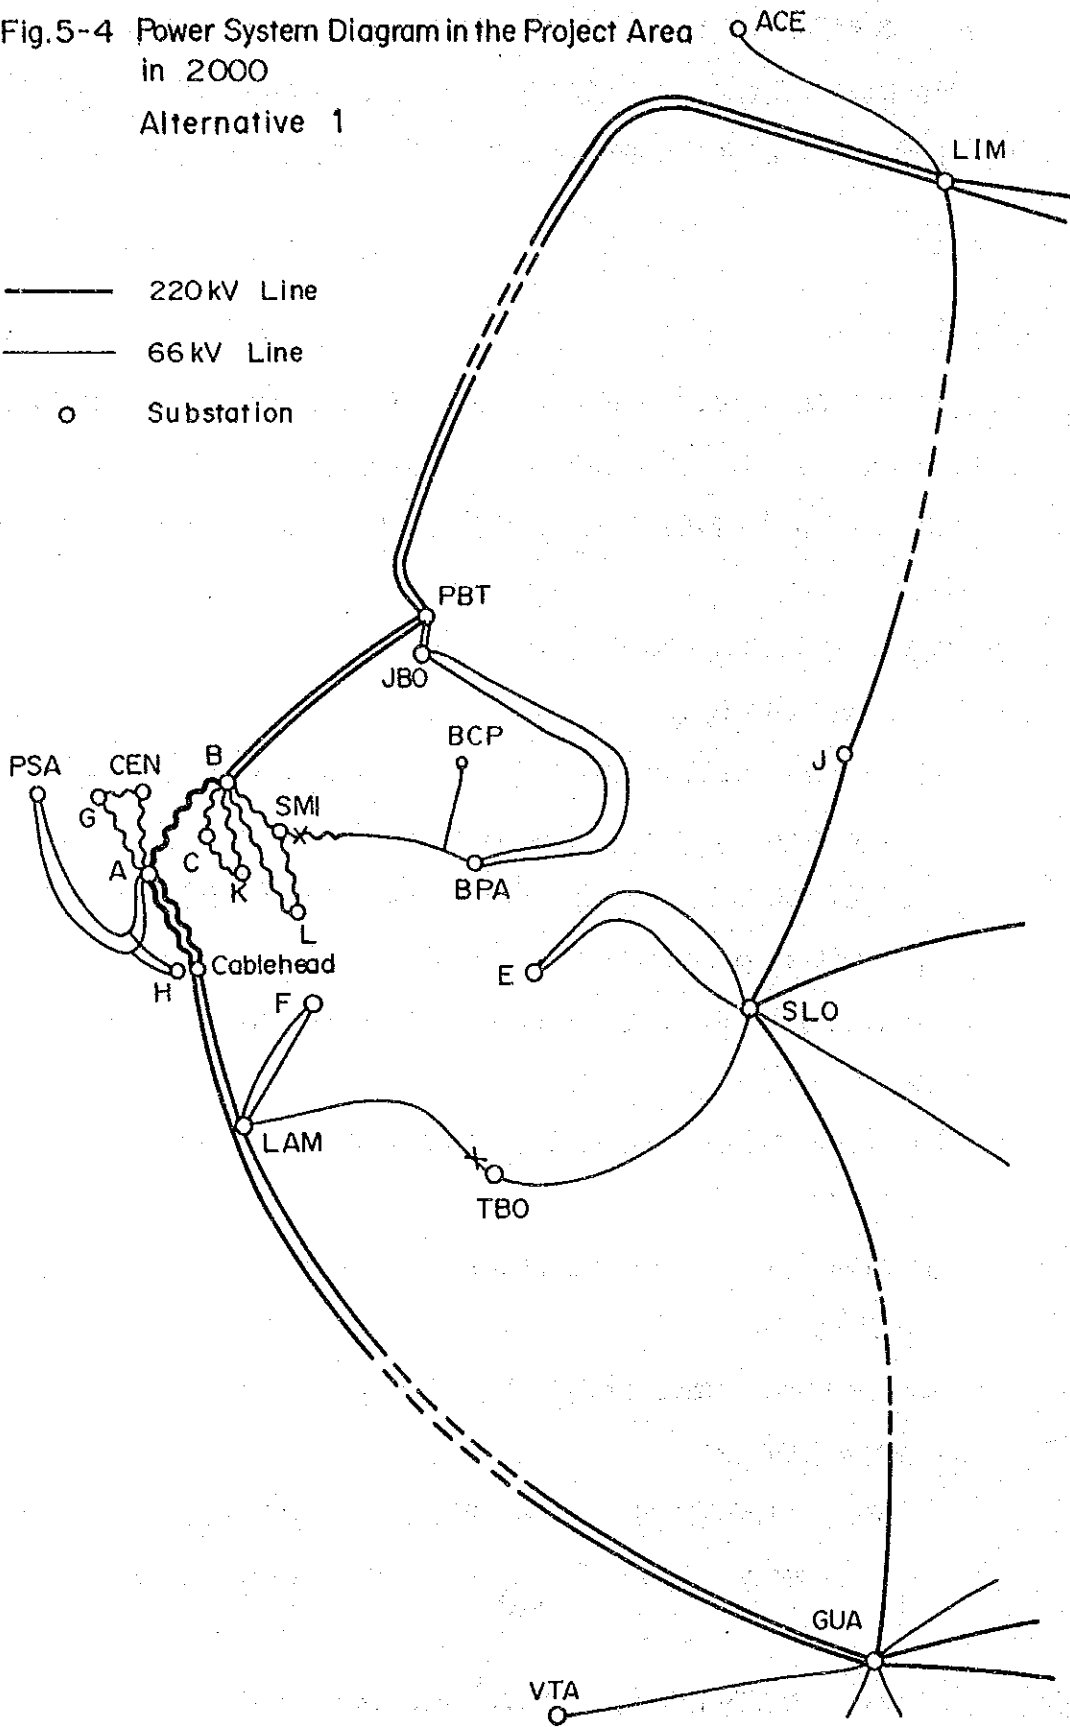 Fig.5-4 Power System Diagram in the Project Area
in 2000
Alternative 1
ACE
LIM
220kV Line
66kV Line
Substation
PBT
JBO
BCP
B
PSA
CEN
J
G
SMI
C
A
K
BPA
L
Cablehead
E
H
F
SLO
LAM
TBO
GUA
VTA